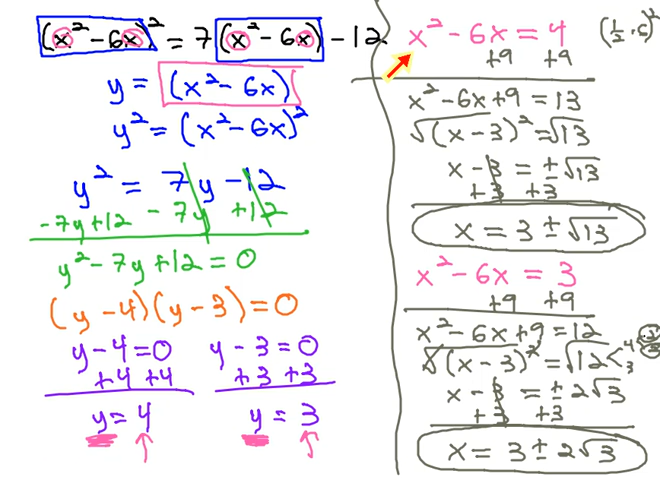 (x² - 6x)² = 7(x² - 6x) - 12
y = (x² - 6x)
y² = (x² - 6x)²
y² = 7y - 12
-7y +12 - 7y +12
y² - 7y + 12 = 0
(y - 4)(y - 3) = 0
y - 4 = 0 y - 3 = 0
+4 +4 +3 +3
y = 4 y = 3
x² - 6x = 4 (½ · 6)²
+9 +9
x² - 6x + 9 = 13
√(x - 3)² = √13
x - 3 = ± √13
+3 +3
x = 3 ± √13
x² - 6x = 3
+9 +9
x² - 6x + 9 = 12
√(x - 3)² = √12 < 4 3
x - 3 = ± 2√3
+3 +3
x = 3 ± 2√3